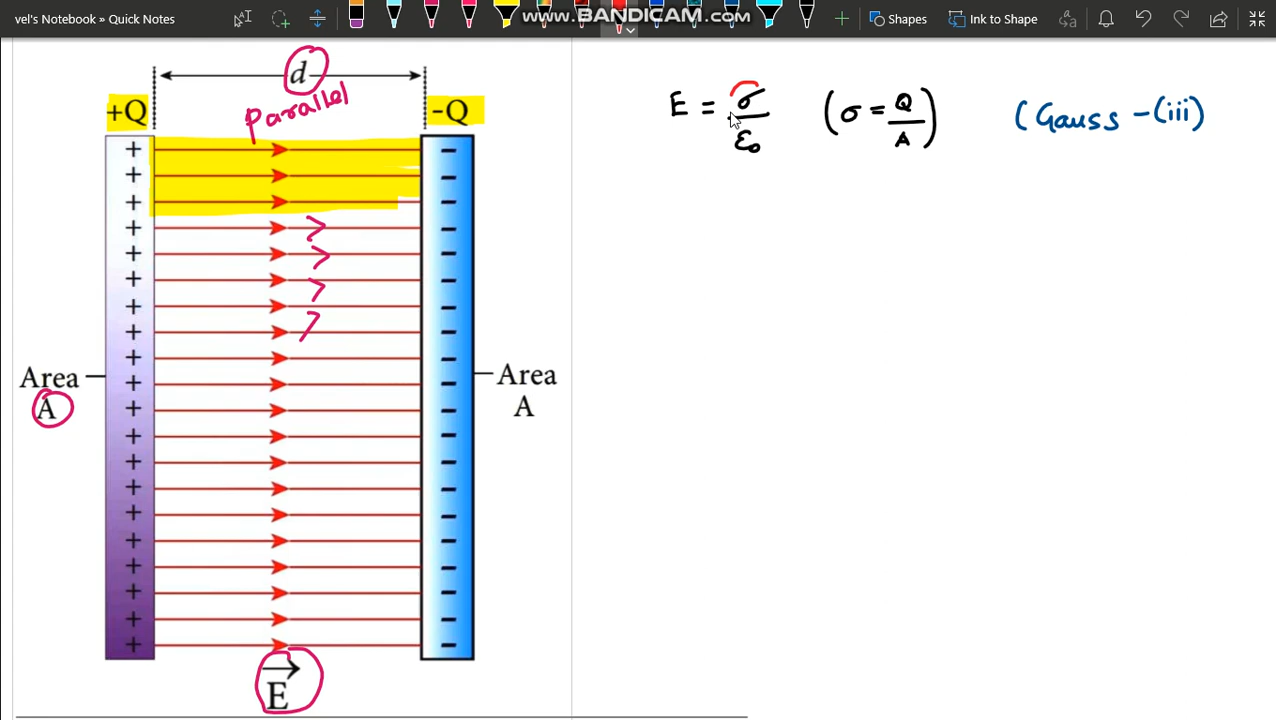 vel's Notebook » Quick Notes
WWW.BANDICAM.COM
Shapes
Ink to Shape
d
parallel
+Q
-Q
E = σ/ε₀ (σ = Q/A) (Gauss -(iii)
Area
A
Area
A
E